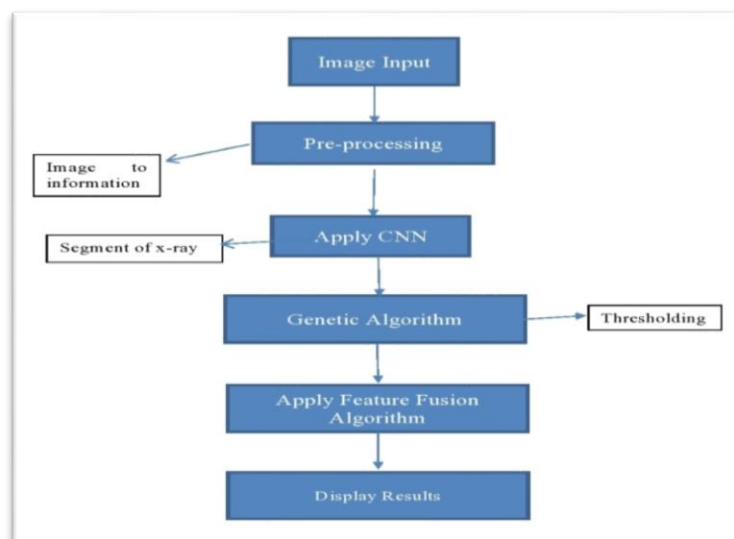 Image Input
Pre-processing
Image to
information
Apply CNN
Segment of x-ray
Genetic Algorithm
Thresholding
Apply Feature Fusion
Algorithm
Display Results